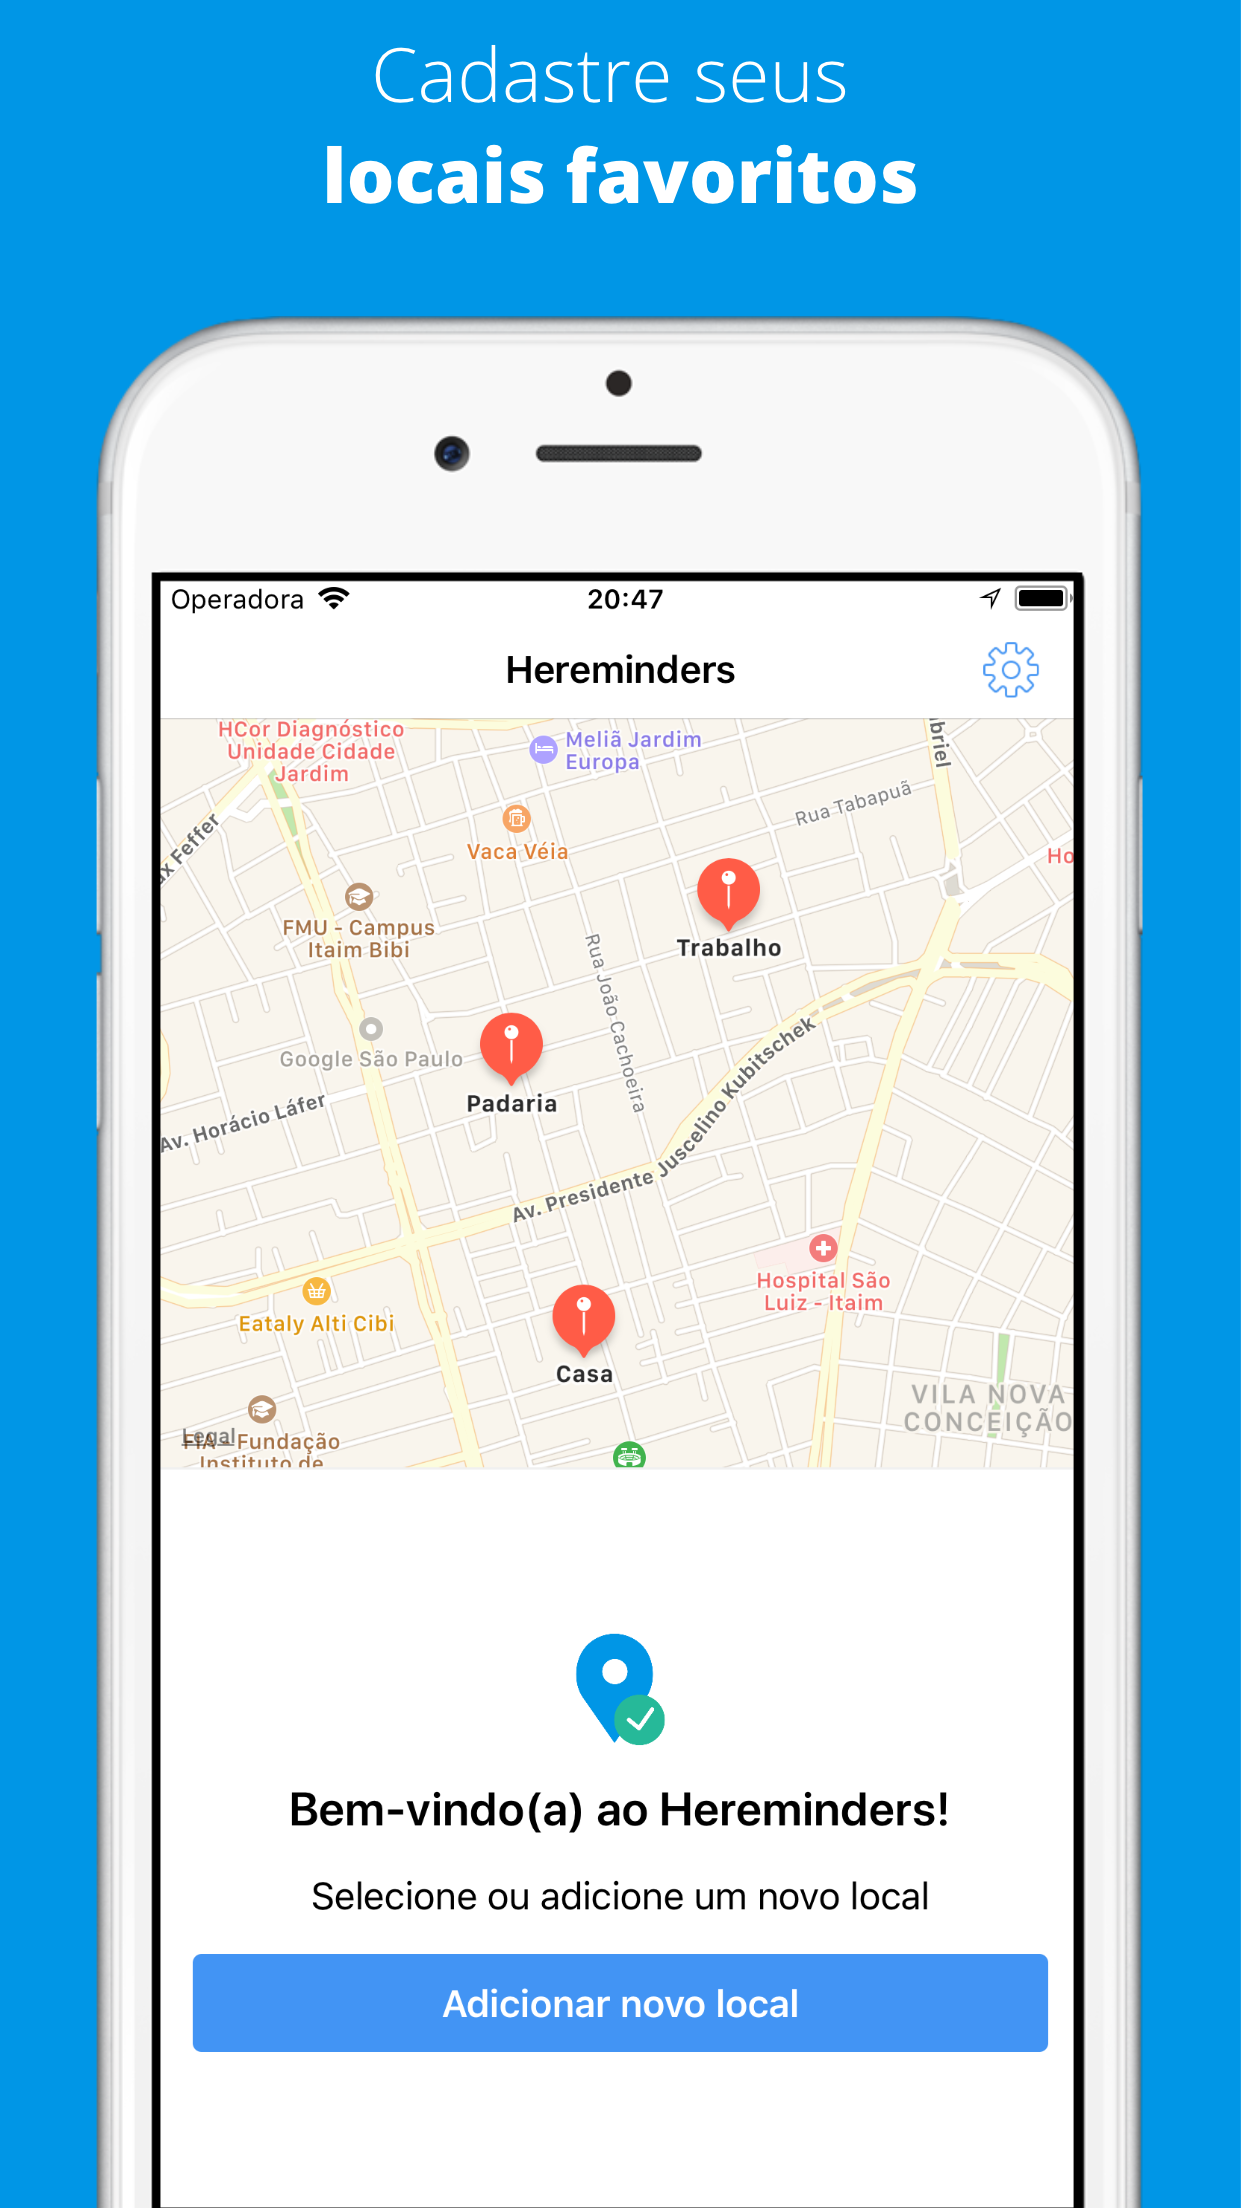 Cadastre seus
locais favoritos
Operadora
20:47
Hereminders
HCor Diagnóstico
Unidade Cidade
Jardim
Meliã Jardim
Europa
briel
Rua Tabapuã
ax Feffer
Vaca Véia
Ho
FMU - Campus
Itaim Bibi
Trabalho
Rua João Cachoeira
Google São Paulo
Padaria
Av. Horácio Láfer
Av. Presidente Juscelino Kubitschek
Hospital São
Luiz - Itaim
Eataly Alti Cibi
Casa
VILA NOVA
CONCEIÇÃO
Legal
FIA - Fundação
Instituto de
Bem-vindo(a) ao Hereminders!
Selecione ou adicione um novo local
Adicionar novo local